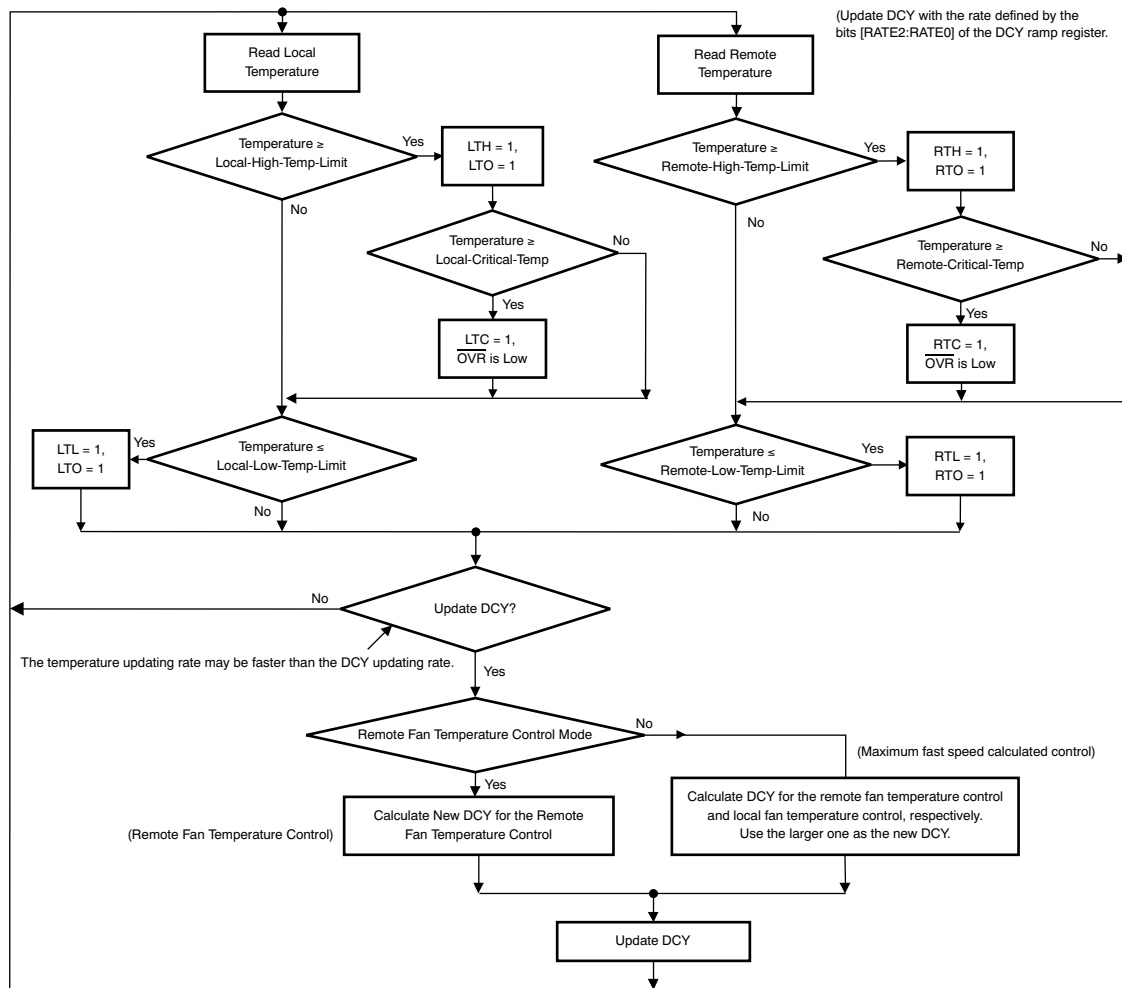 (Update DCY with the rate defined by the
bits [RATE2:RATE0] of the DCY ramp register.
Read Local
Temperature
Read Remote
Temperature
Temperature ≥
Local-High-Temp-Limit
Yes
No
LTH = 1,
LTO = 1
Temperature ≥
Remote-High-Temp-Limit
Yes
No
RTH = 1,
RTO = 1
Temperature ≥
Local-Critical-Temp
No
Yes
Temperature ≥
Remote-Critical-Temp
No
Yes
LTC = 1,
O̅V̅R̅ is Low
RTC = 1,
O̅V̅R̅ is Low
LTL = 1,
LTO = 1
Yes
Temperature ≤
Local-Low-Temp-Limit
No
Temperature ≤
Remote-Low-Temp-Limit
Yes
No
RTL = 1,
RTO = 1
No
Update DCY?
The temperature updating rate may be faster than the DCY updating rate.
Yes
Remote Fan Temperature Control Mode
No
Yes
(Maximum fast speed calculated control)
(Remote Fan Temperature Control)
Calculate New DCY for the Remote
Fan Temperature Control
Calculate DCY for the remote fan temperature control
and local fan temperature control, respectively.
Use the larger one as the new DCY.
Update DCY